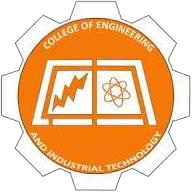 COLLEGE OF ENGINEERING
AND INDUSTRIAL TECHNOLOGY